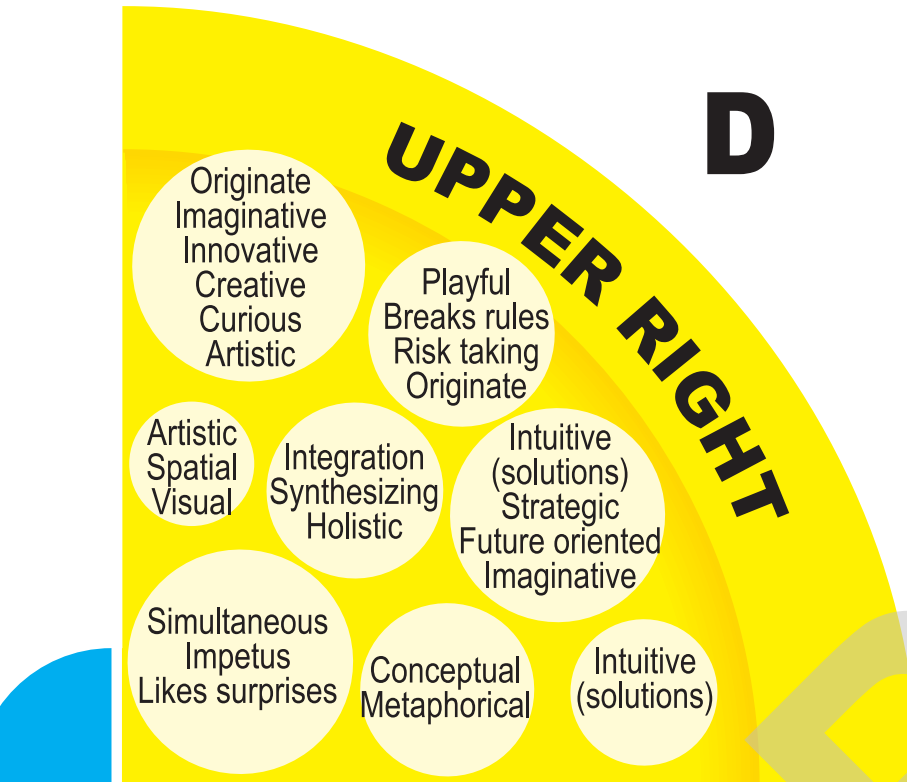 D
UPPER RIGHT
Originate
Imaginative
Innovative
Creative
Curious
Artistic
Playful
Breaks rules
Risk taking
Originate
Artistic
Spatial
Visual
Integration
Synthesizing
Holistic
Intuitive
(solutions)
Strategic
Future oriented
Imaginative
Simultaneous
Impetus
Likes surprises
Conceptual
Metaphorical
Intuitive
(solutions)